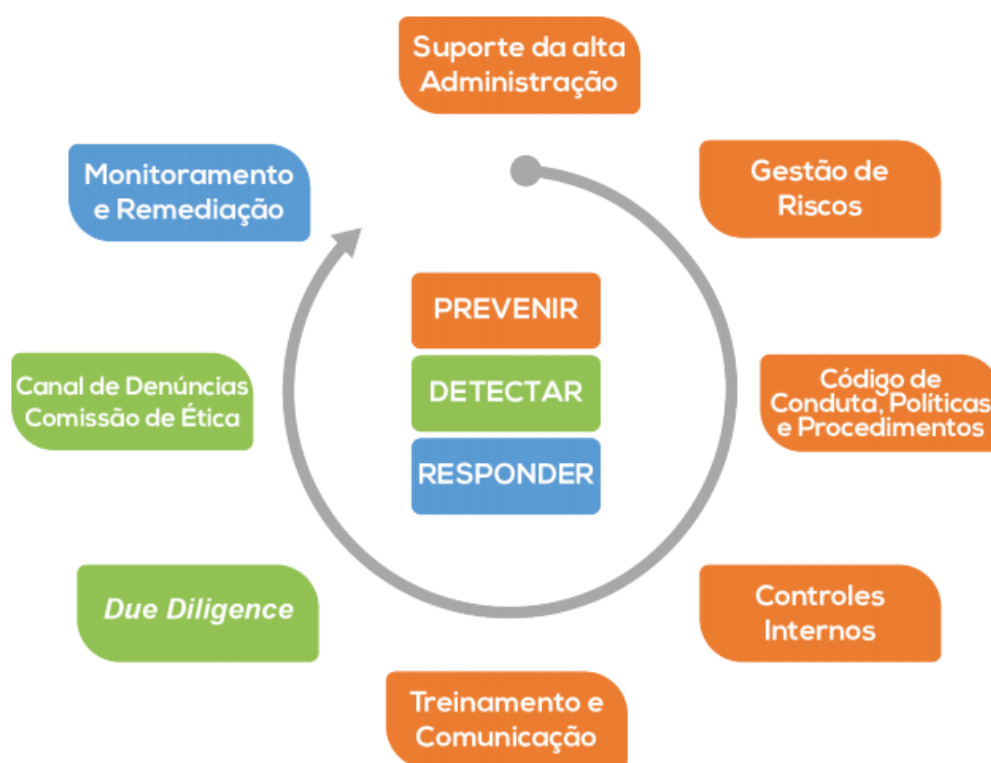 Suporte da alta
Administração
Gestão de
Riscos
Código de
Conduta, Políticas
e Procedimentos
Controles
Internos
Treinamento e
Comunicação
Due Diligence
Canal de Denúncias
Comissão de Ética
Monitoramento
e Remediação
PREVENIR
DETECTAR
RESPONDER